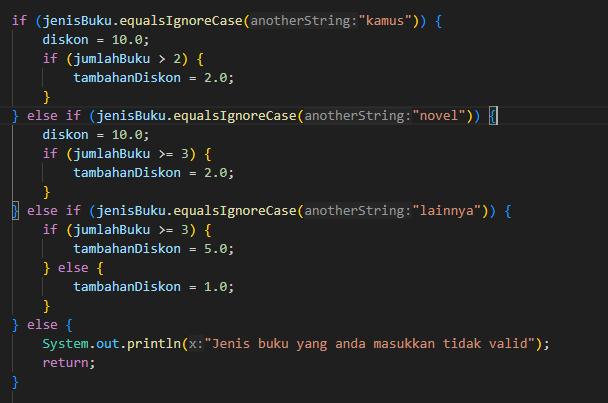 if (jenisBuku.equalsIgnoreCase(anotherString:"kamus")) {
    diskon = 10.0;
    if (jumlahBuku > 2) {
        tambahanDiskon = 2.0;
    }
} else if (jenisBuku.equalsIgnoreCase(anotherString:"novel")) {
    diskon = 10.0;
    if (jumlahBuku >= 3) {
        tambahanDiskon = 2.0;
    }
} else if (jenisBuku.equalsIgnoreCase(anotherString:"lainnya")) {
    if (jumlahBuku >= 3) {
        tambahanDiskon = 5.0;
    } else {
        tambahanDiskon = 1.0;
    }
} else {
    System.out.println(x:"Jenis buku yang anda masukkan tidak valid");
    return;
}